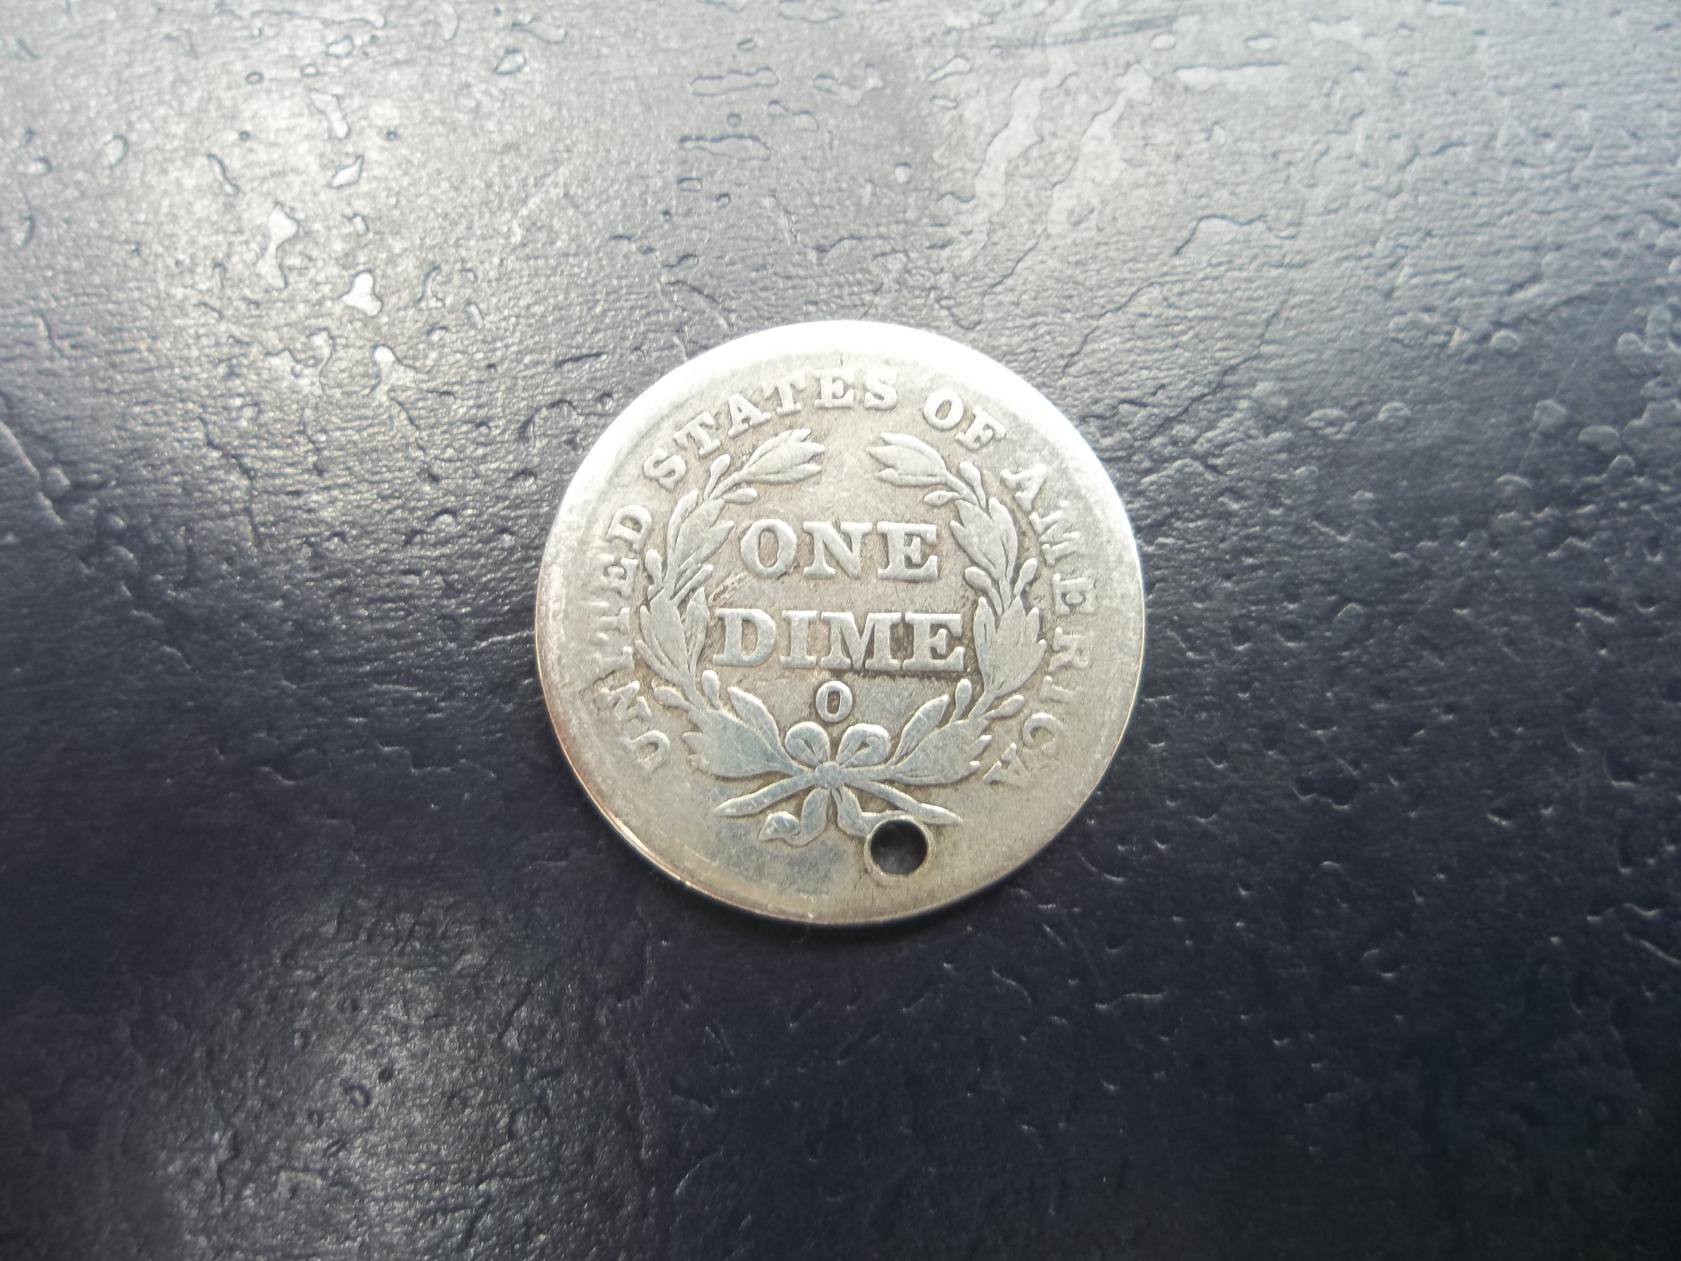 UNITED STATES OF AMERICA
ONE
DIME
O